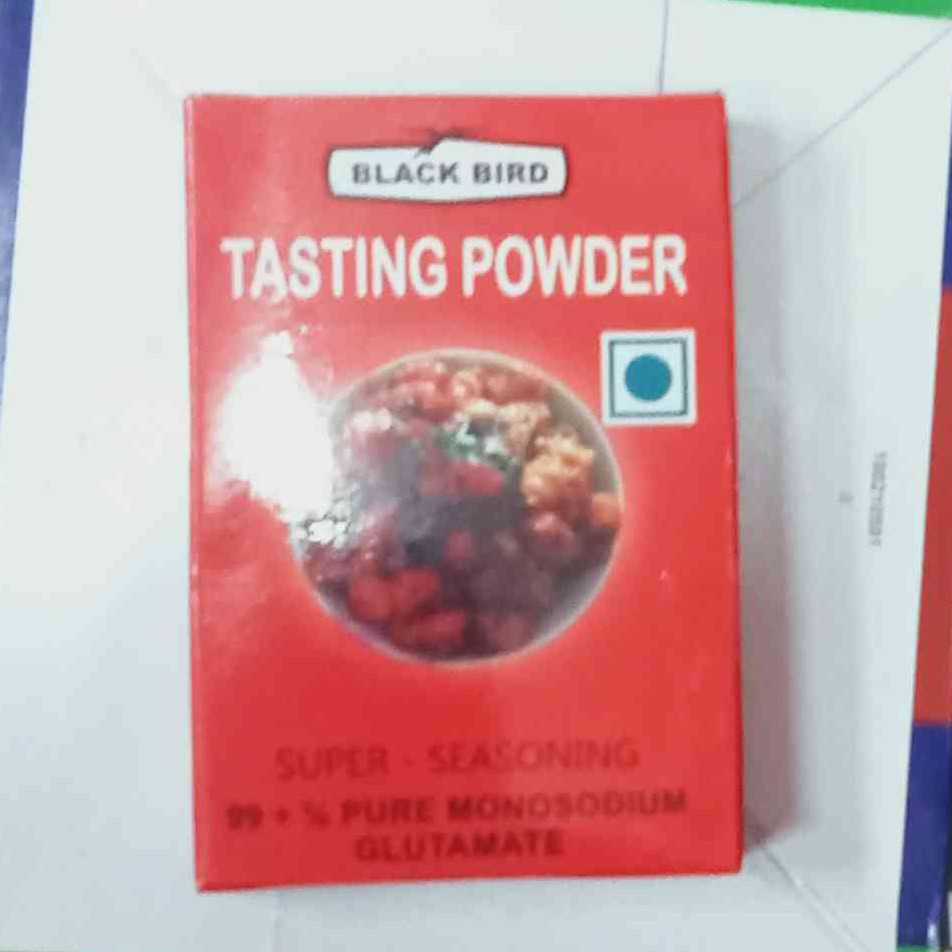 BLACK BIRD
TASTING POWDER
SUPER - SEASONING
99 + % PURE MONOSODIUM
GLUTAMATE